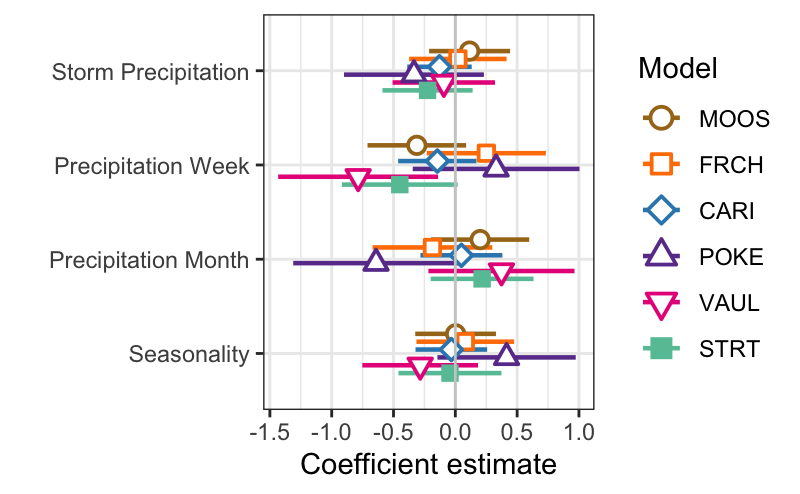 Storm Precipitation
Precipitation Week
Precipitation Month
Seasonality
-1.5 -1.0 -0.5 0.0 0.5 1.0
Coefficient estimate
Model
MOOS
FRCH
CARI
POKE
VAUL
STRT